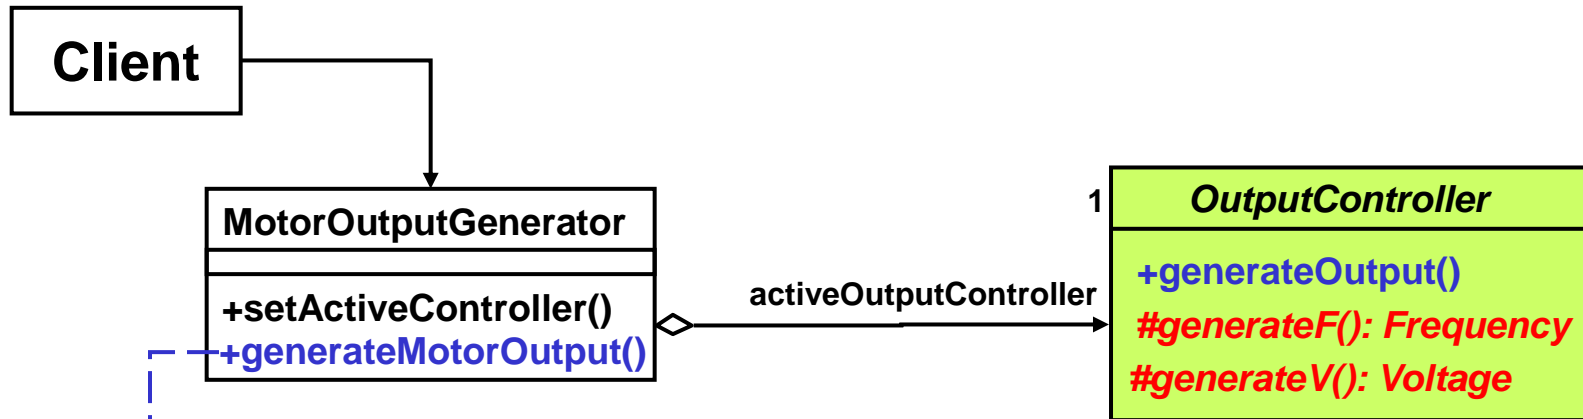 Client
MotorOutputGenerator
+setActiveController()
+generateMotorOutput()
activeOutputController
1
OutputController
+generateOutput()
#generateF(): Frequency
#generateV(): Voltage